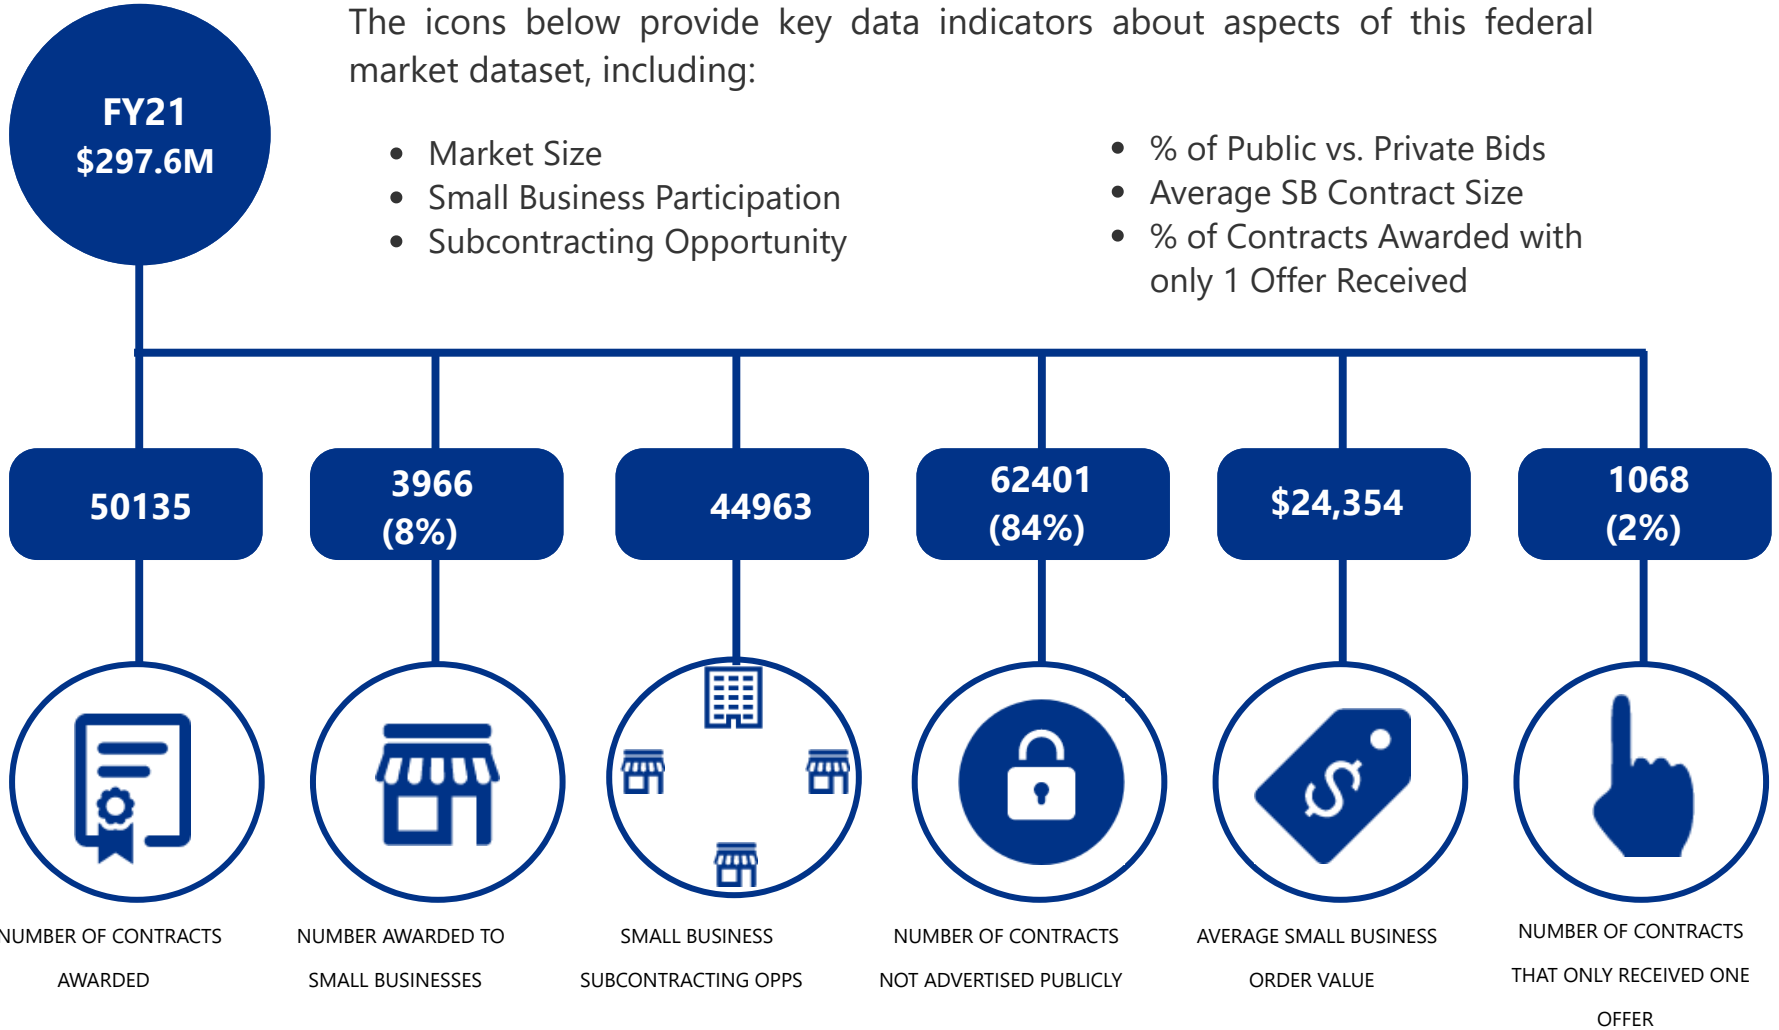 FY21
$297.6M
The icons below provide key data indicators about aspects of this federal
market dataset, including:
• Market Size
• Small Business Participation
• Subcontracting Opportunity
• % of Public vs. Private Bids
• Average SB Contract Size
• % of Contracts Awarded with
only 1 Offer Received
50135
3966
(8%)
44963
62401
(84%)
$24,354
1068
(2%)
NUMBER OF CONTRACTS
AWARDED
NUMBER AWARDED TO
SMALL BUSINESSES
SMALL BUSINESS
SUBCONTRACTING OPPS
NUMBER OF CONTRACTS
NOT ADVERTISED PUBLICLY
AVERAGE SMALL BUSINESS
ORDER VALUE
NUMBER OF CONTRACTS
THAT ONLY RECEIVED ONE
OFFER